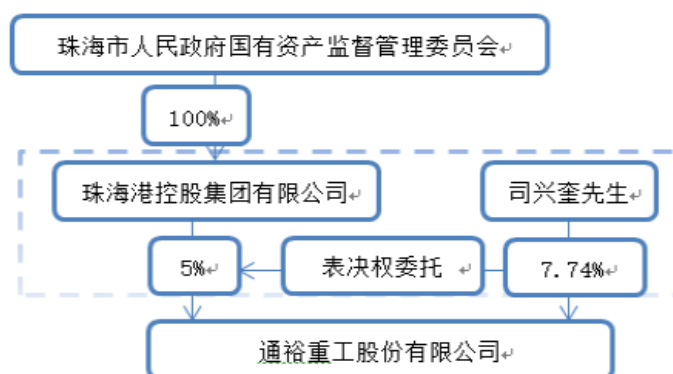 珠海市人民政府国有资产监督管理委员会
100%
珠海港控股集团有限公司 司兴奎先生
5% 表决权委托 7.74%
通裕重工股份有限公司